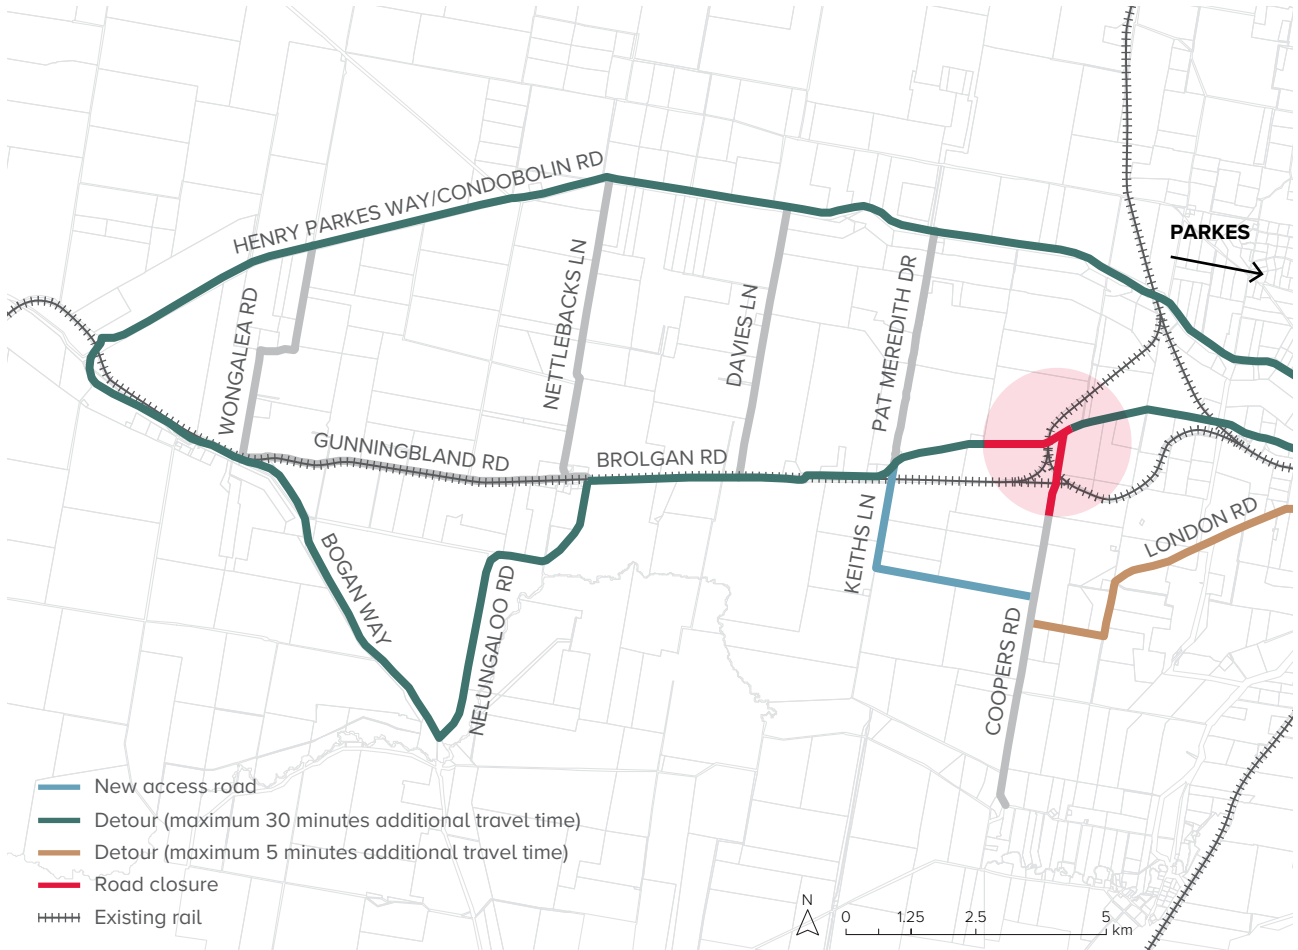 HENRY PARKES WAY/CONDOBOLIN RD
PARKES
WONGALEA RD
NETTLEBACKS LN
DAVIES LN
PAT MEREDITH DR
GUNNINGBLAND RD
BROLGAN RD
KEITHS LN
LONDON RD
BOGAN WAY
NELUNGALOO RD
COOPERS RD
New access road
Detour (maximum 30 minutes additional travel time)
Detour (maximum 5 minutes additional travel time)
Road closure
Existing rail
N
0 1.25 2.5 5
km